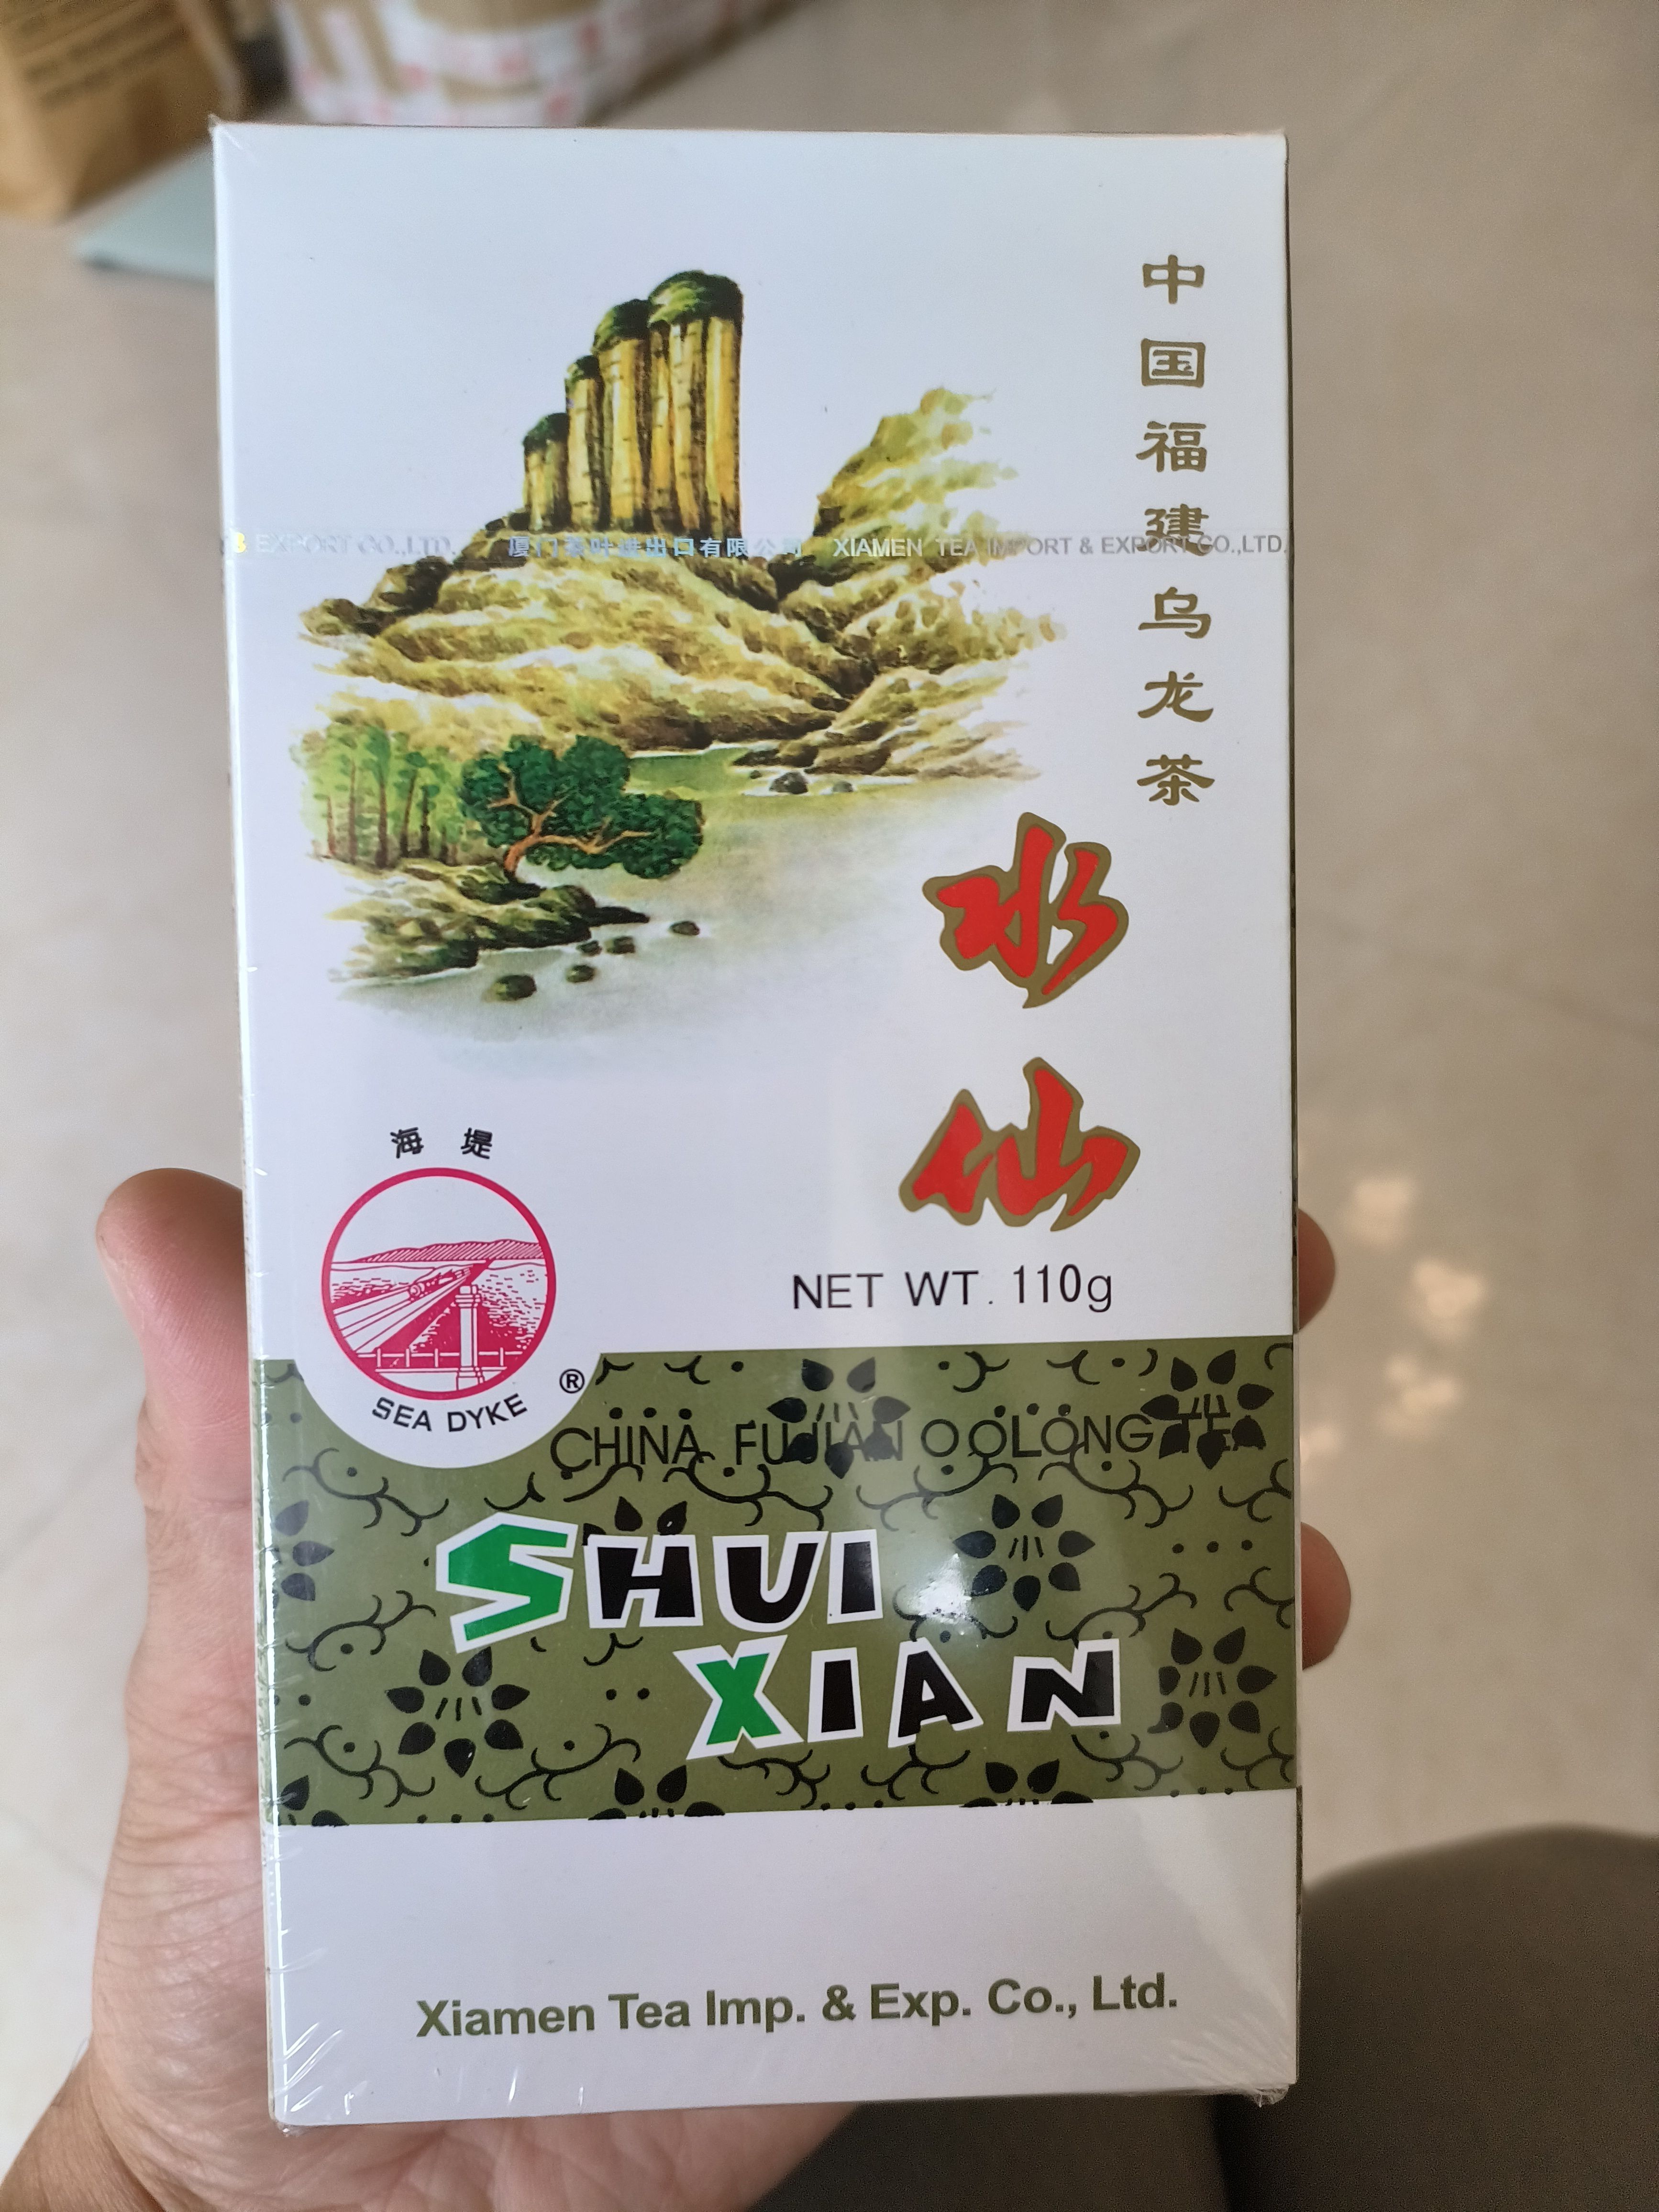 中国福建乌龙茶
& EXPORT CO.,LTD. 厦门茶叶进出口有限公司 XIAMEN TEA IMPORT & EXPORT CO.,LTD.
水仙
海堤
SEA DYKE
®
NET WT. 110g
CHINA FUJIAN OOLONG TEA
SHUI
XIAN
Xiamen Tea Imp. & Exp. Co., Ltd.